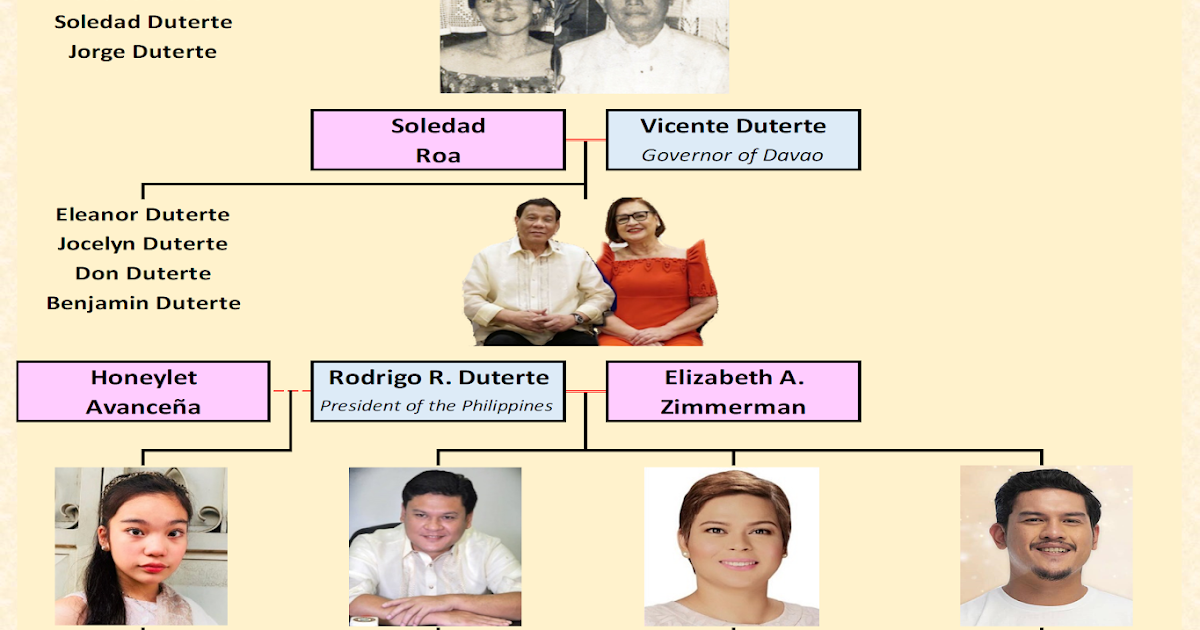 Soledad Duterte
Jorge Duterte
Soledad
Roa
Vicente Duterte
Governor of Davao
Eleanor Duterte
Jocelyn Duterte
Don Duterte
Benjamin Duterte
Honeylet
Avanceña
Rodrigo R. Duterte
President of the Philippines
Elizabeth A.
Zimmerman